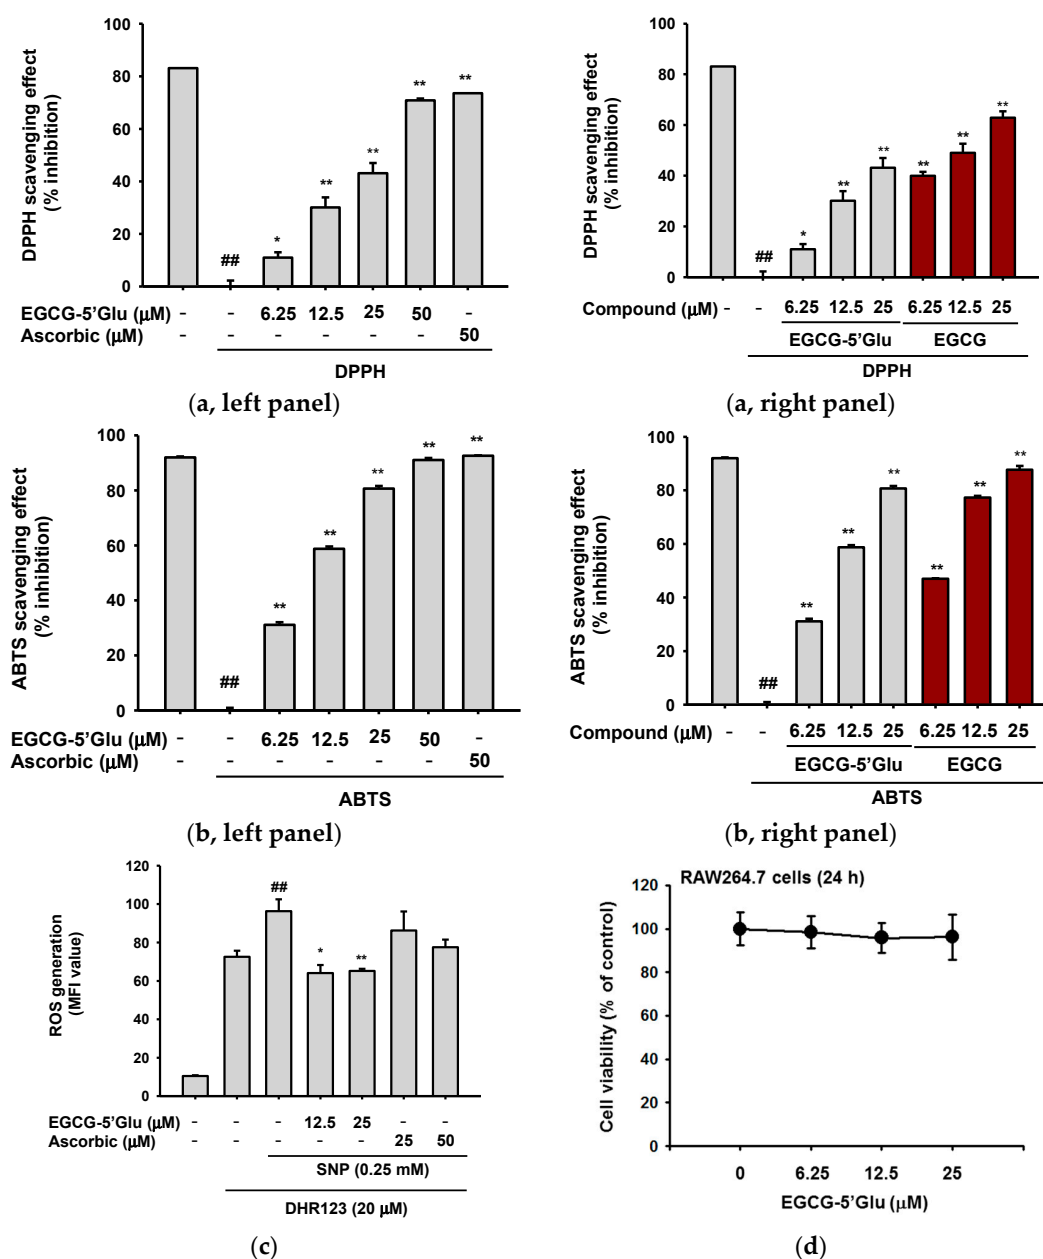 DPPH scavenging effect
(% inhibition)
100
80
60
40
20
0
##
*
**
**
**
**
EGCG-5'Glu (μM) - - 6.25 12.5 25 50 -
Ascorbic (μM) - - - - - - 50
DPPH
(a, left panel)
DPPH scavenging effect
(% inhibition)
100
80
60
40
20
0
##
*
**
**
**
**
**
Compound (μM) - - 6.25 12.5 25 6.25 12.5 25
EGCG-5'Glu EGCG
DPPH
(a, right panel)
ABTS scavenging effect
(% inhibition)
100
80
60
40
20
0
##
**
**
**
**
**
EGCG-5'Glu (μM) - - 6.25 12.5 25 50 -
Ascorbic (μM) - - - - - - 50
ABTS
(b, left panel)
ABTS scavenging effect
(% inhibition)
100
80
60
40
20
0
##
**
**
**
**
**
**
Compound (μM) - - 6.25 12.5 25 6.25 12.5 25
EGCG-5'Glu EGCG
ABTS
(b, right panel)
ROS generation
(MFI value)
120
100
80
60
40
20
0
##
*
**
EGCG-5'Glu (μM) - - - 12.5 25 - -
Ascorbic (μM) - - - - - 25 50
SNP (0.25 mM)
DHR123 (20 μM)
(c)
RAW264.7 cells (24 h)
Cell viability (% of control)
120
100
80
60
40
20
0
0 6.25 12.5 25
EGCG-5'Glu (μM)
(d)